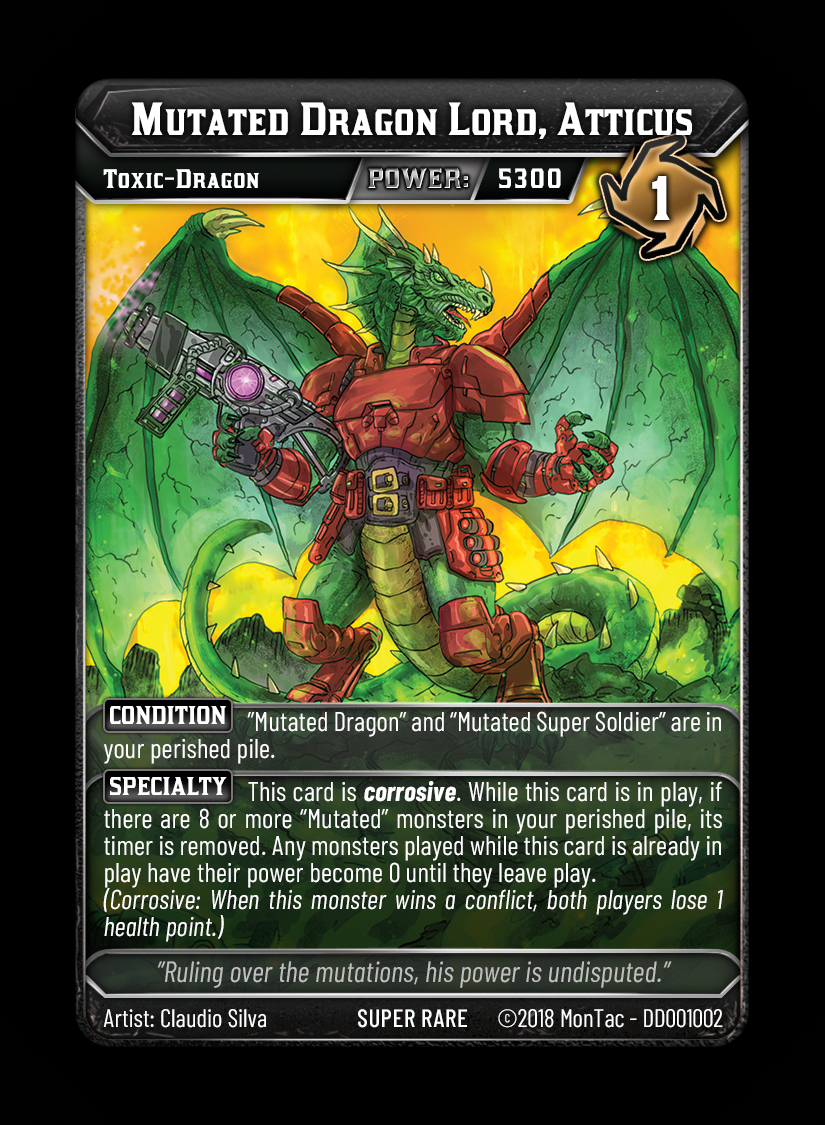 Mutated Dragon Lord, Atticus
Toxic-Dragon POWER: 5300
1
CONDITION "Mutated Dragon" and "Mutated Super Soldier" are in
your perished pile.
SPECIALTY This card is corrosive. While this card is in play, if
there are 8 or more "Mutated" monsters in your perished pile, its
timer is removed. Any monsters played while this card is already in
play have their power become 0 until they leave play.
(Corrosive: When this monster wins a conflict, both players lose 1
health point.)
"Ruling over the mutations, his power is undisputed."
Artist: Claudio Silva SUPER RARE ©2018 MonTac - DD001002